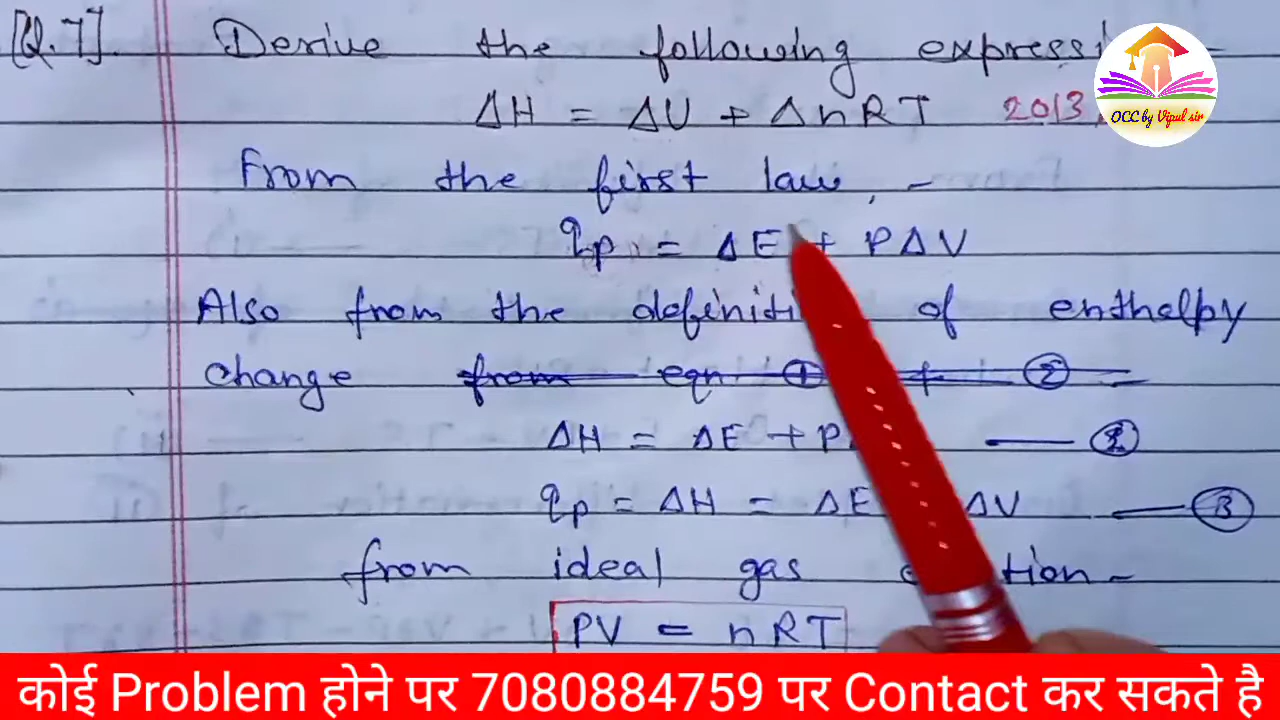 [Q.7]. Derive the following expressi -
ΔH = ΔU + ΔnRT 2013
OCC by Vipul sir
From the first law, -
qp = ΔE + PΔV
Also from the definiti of enthalpy
change from eqn ① + ② =
ΔH = ΔE + P — ②
qp = ΔH = ΔE ΔV — ③
from ideal gas -
PV = nRT
कोई Problem होने पर 7080884759 पर Contact कर सकते है